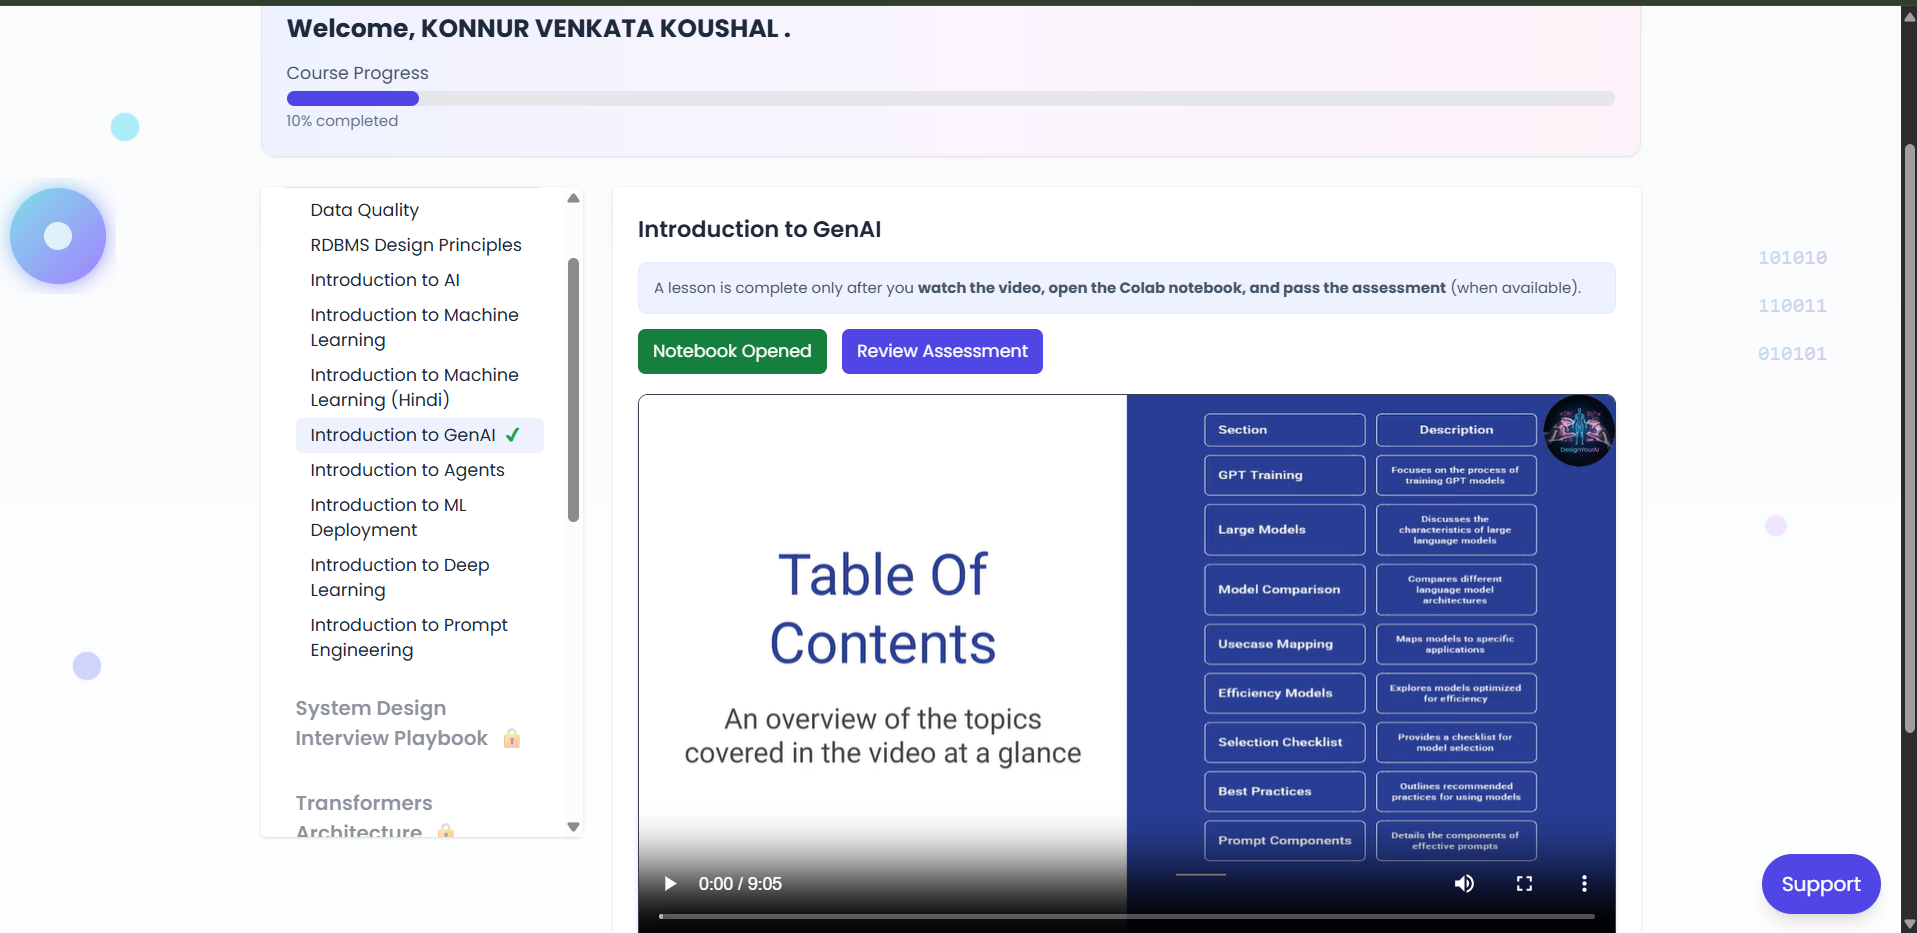 Welcome, KONNUR VENKATA KOUSHAL .
Course Progress
10% completed
Data Quality
RDBMS Design Principles
Introduction to AI
Introduction to Machine
Learning
Introduction to Machine
Learning (Hindi)
Introduction to GenAI ✔
Introduction to Agents
Introduction to ML
Deployment
Introduction to Deep
Learning
Introduction to Prompt
Engineering
System Design
Interview Playbook
Transformers
Architecture
Introduction to GenAI
A lesson is complete only after you watch the video, open the Colab notebook, and pass the assessment (when available).
Notebook Opened
Review Assessment
Table Of
Contents
An overview of the topics
covered in the video at a glance
Section
Description
GPT Training
Focuses on the process of
training GPT models
Large Models
Discusses the
characteristics of large
language models
Model Comparison
Compares different
language model
architectures
Usecase Mapping
Maps models to specific
applications
Efficiency Models
Explores models optimized
for efficiency
Selection Checklist
Provides a checklist for
model selection
Best Practices
Outlines recommended
practices for using models
Prompt Components
Details the components of
effective prompts
DesignYourAI
0:00 / 9:05
101010
110011
010101
Support